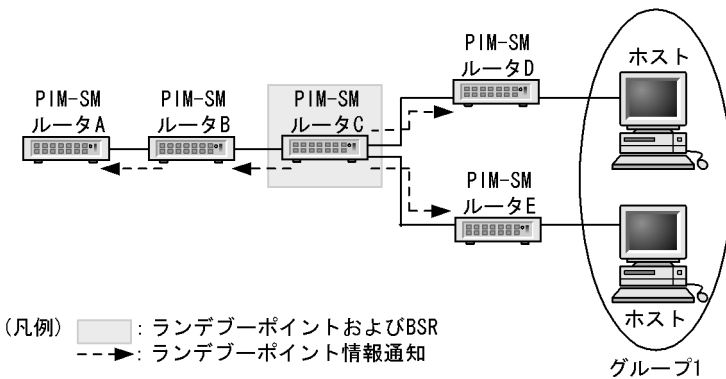 PIM-SM
ルータD
ホスト
PIM-SM
ルータA
PIM-SM
ルータB
PIM-SM
ルータC
PIM-SM
ルータE
ホスト
(凡例)
：ランデブーポイントおよびBSR
：ランデブーポイント情報通知
グループ1